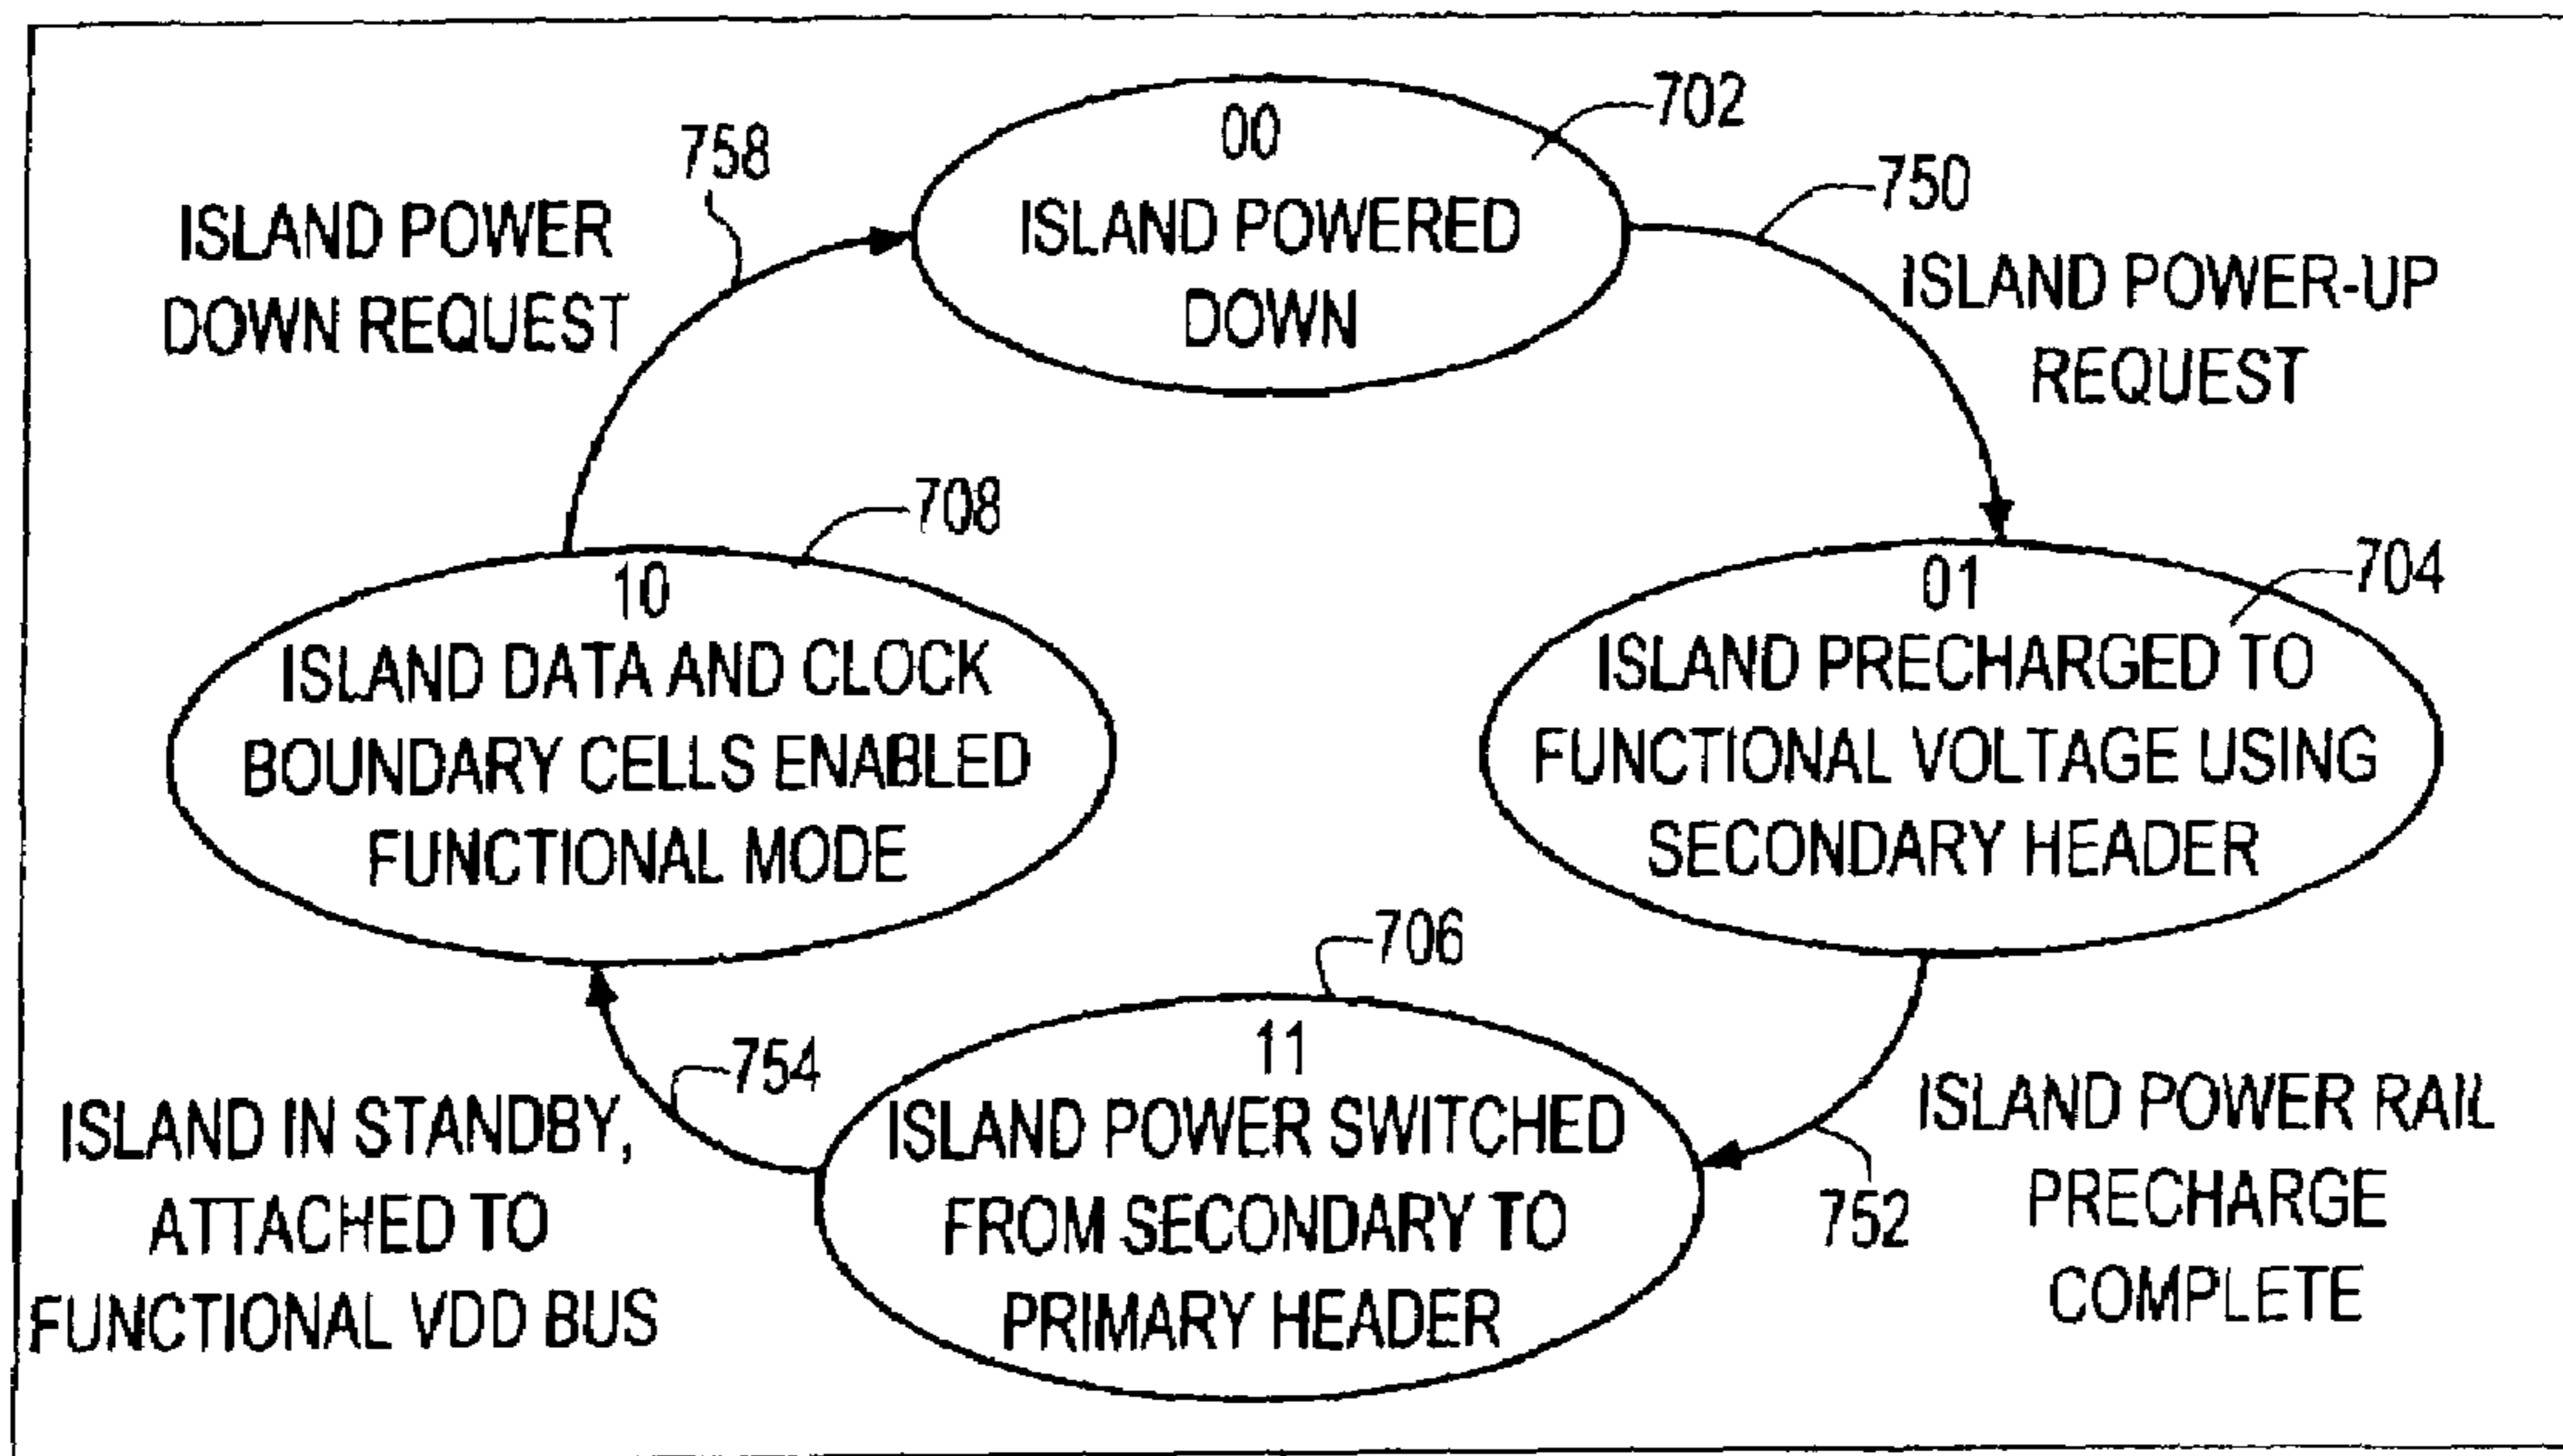 702
00
ISLAND POWERED
DOWN
750
ISLAND POWER-UP
REQUEST
758
ISLAND POWER
DOWN REQUEST
704
01
ISLAND PRECHARGED TO
FUNCTIONAL VOLTAGE USING
SECONDARY HEADER
708
10
ISLAND DATA AND CLOCK
BOUNDARY CELLS ENABLED
FUNCTIONAL MODE
706
11
ISLAND POWER SWITCHED
FROM SECONDARY TO
PRIMARY HEADER
752
ISLAND POWER RAIL
PRECHARGE
COMPLETE
754
ISLAND IN STANDBY,
ATTACHED TO
FUNCTIONAL VDD BUS